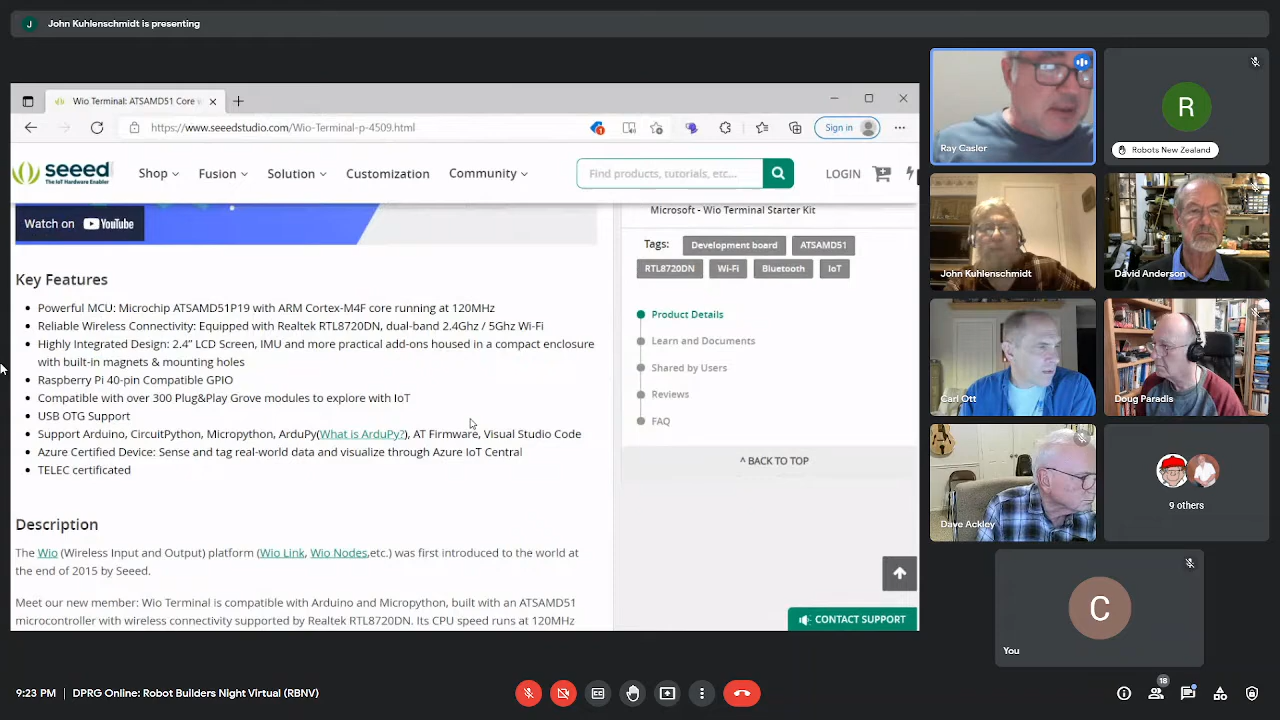 J
John Kuhlenschmidt is presenting
Wio Terminal: ATSAMD51 Core w
https://www.seeedstudio.com/Wio-Terminal-p-4509.html
1
Sign in
seeed
The IoT Hardware Enabler
Shop
Fusion
Solution
Customization
Community
Find products, tutorials, etc...
LOGIN
Watch on YouTube
Microsoft - Wio Terminal Starter Kit
Tags: Development board ATSAMD51
RTL8720DN Wi-Fi Bluetooth IoT
Key Features
Powerful MCU: Microchip ATSAMD51P19 with ARM Cortex-M4F core running at 120MHz
Reliable Wireless Connectivity: Equipped with Realtek RTL8720DN, dual-band 2.4Ghz / 5Ghz Wi-Fi
Highly Integrated Design: 2.4” LCD Screen, IMU and more practical add-ons housed in a compact enclosure
with built-in magnets & mounting holes
Raspberry Pi 40-pin Compatible GPIO
Compatible with over 300 Plug&Play Grove modules to explore with IoT
USB OTG Support
Support Arduino, CircuitPython, Micropython, ArduPy(What is ArduPy?), AT Firmware, Visual Studio Code
Azure Certified Device: Sense and tag real-world data and visualize through Azure IoT Central
TELEC certificated
Product Details
Learn and Documents
Shared by Users
Reviews
FAQ
^ BACK TO TOP
Description
The Wio (Wireless Input and Output) platform (Wio Link, Wio Nodes,etc.) was first introduced to the world at
the end of 2015 by Seeed.
Meet our new member: Wio Terminal is compatible with Arduino and Micropython, built with an ATSAMD51
microcontroller with wireless connectivity supported by Realtek RTL8720DN. Its CPU speed runs at 120MHz
CONTACT SUPPORT
Ray Casler
R
Robots New Zealand
John Kuhlenschmidt
David Anderson
Carl Ott
Doug Paradis
Dave Ackley
9 others
C
You
9:23 PM | DPRG Online: Robot Builders Night Virtual (RBNV)
18